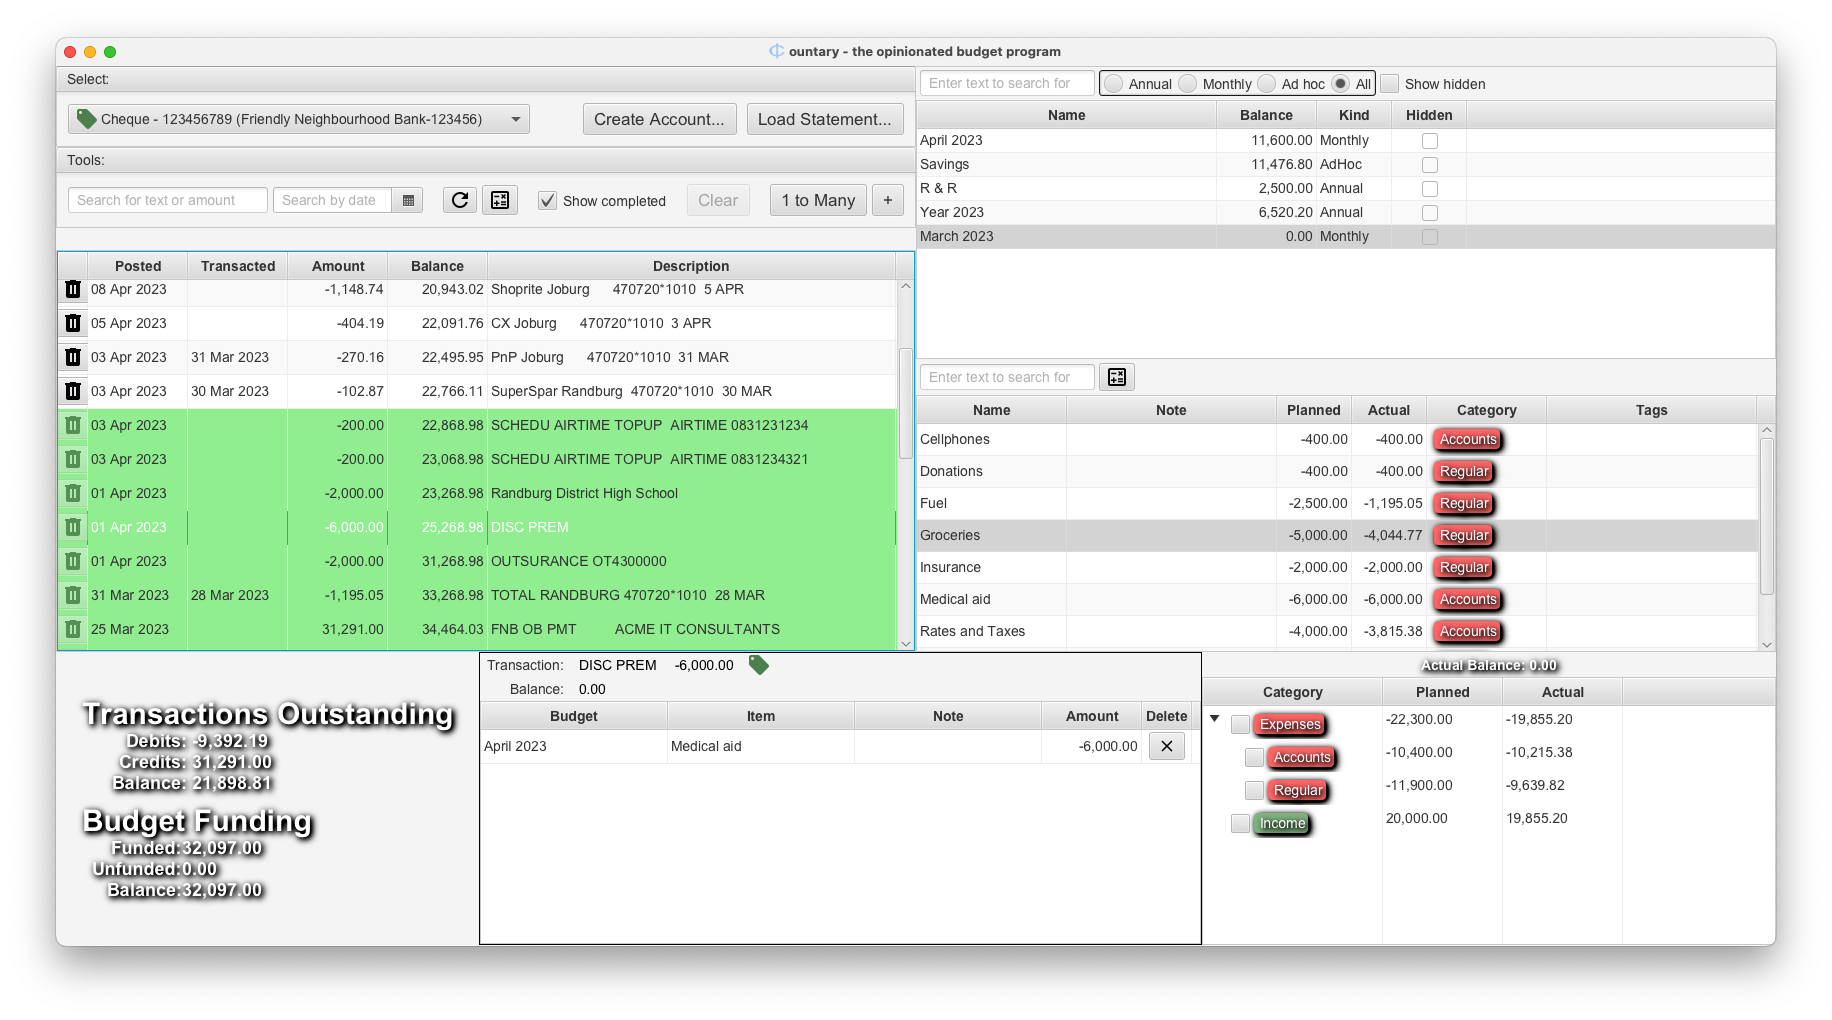 ountary - the opinionated budget program
Select:
Cheque - 123456789 (Friendly Neighbourhood Bank-123456)
Create Account...
Load Statement...
Tools:
Search for text or amount
Search by date
Show completed
Clear
1 to Many
+
Posted Transacted Amount Balance Description
08 Apr 2023 -1,148.74 20,943.02 Shoprite Joburg 470720*1010 5 APR
05 Apr 2023 -404.19 22,091.76 CX Joburg 470720*1010 3 APR
03 Apr 2023 31 Mar 2023 -270.16 22,495.95 PnP Joburg 470720*1010 31 MAR
03 Apr 2023 30 Mar 2023 -102.87 22,766.11 SuperSpar Randburg 470720*1010 30 MAR
03 Apr 2023 -200.00 22,868.98 SCHEDU AIRTIME TOPUP AIRTIME 0831231234
03 Apr 2023 -200.00 23,068.98 SCHEDU AIRTIME TOPUP AIRTIME 0831234321
01 Apr 2023 -2,000.00 23,268.98 Randburg District High School
01 Apr 2023 -6,000.00 25,268.98 DISC PREM
01 Apr 2023 -2,000.00 31,268.98 OUTSURANCE OT4300000
31 Mar 2023 28 Mar 2023 -1,195.05 33,268.98 TOTAL RANDBURG 470720*1010 28 MAR
25 Mar 2023 31,291.00 34,464.03 FNB OB PMT ACME IT CONSULTANTS
Enter text to search for
Annual Monthly Ad hoc All Show hidden
Name Balance Kind Hidden
April 2023 11,600.00 Monthly
Savings 11,476.80 AdHoc
R & R 2,500.00 Annual
Year 2023 6,520.20 Annual
March 2023 0.00 Monthly
Enter text to search for
Name Note Planned Actual Category Tags
Cellphones -400.00 -400.00 Accounts
Donations -400.00 -400.00 Regular
Fuel -2,500.00 -1,195.05 Regular
Groceries -5,000.00 -4,044.77 Regular
Insurance -2,000.00 -2,000.00 Regular
Medical aid -6,000.00 -6,000.00 Accounts
Rates and Taxes -4,000.00 -3,815.38 Accounts
Transactions Outstanding
Debits: -9,392.19
Credits: 31,291.00
Balance: 21,898.81
Budget Funding
Funded:32,097.00
Unfunded:0.00
Balance:32,097.00
Transaction: DISC PREM -6,000.00
Balance: 0.00
Budget Item Note Amount Delete
April 2023 Medical aid -6,000.00
Actual Balance: 0.00
Category Planned Actual
Expenses -22,300.00 -19,855.20
Accounts -10,400.00 -10,215.38
Regular -11,900.00 -9,639.82
Income 20,000.00 19,855.20